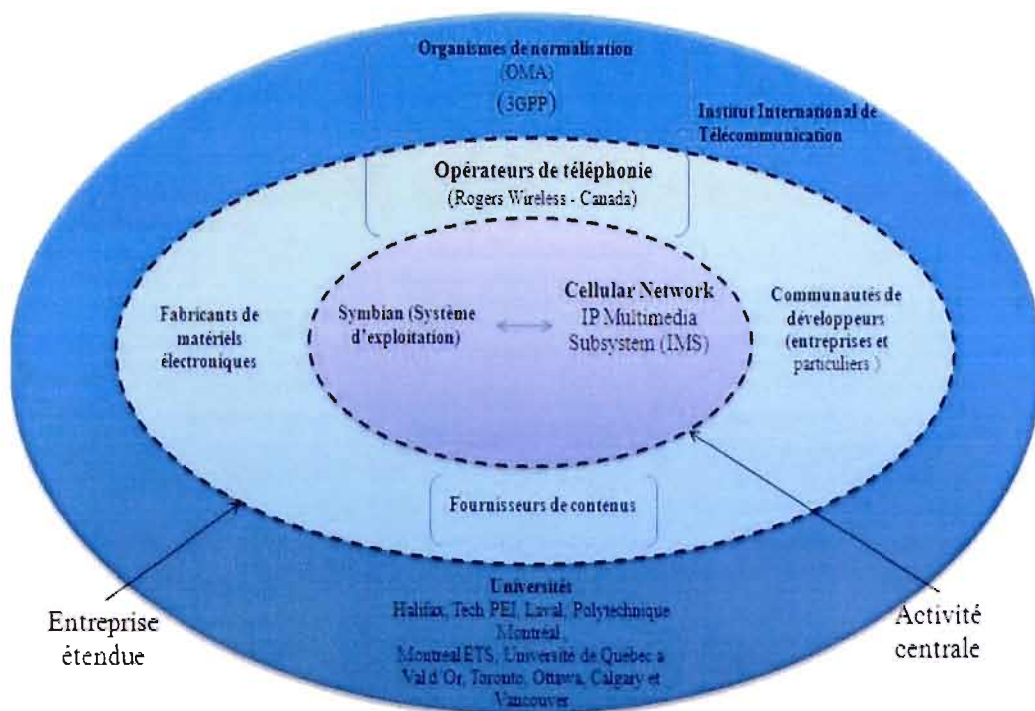 Organismes de normalisation
(OMA)
(3GPP)
Institut International de
Télécommunication
Opérateurs de téléphonie
(Rogers Wireless - Canada)
Fabricants de
matériels
électroniques
Symbian (Système
d'exploitation)
Cellular Network
IP Multimedia
Subsystem (IMS)
Communautés de
développeurs
(entreprises et
particuliers )
Fournisseurs de contenus
Entreprise
étendue
Universités
Halifax, Tech PEI, Laval, Polytechnique
Montréal,
Montreal ETS, Université de Québec a
Val d'Or, Toronto, Ottawa, Calgary et
Vancouver
Activité
centrale